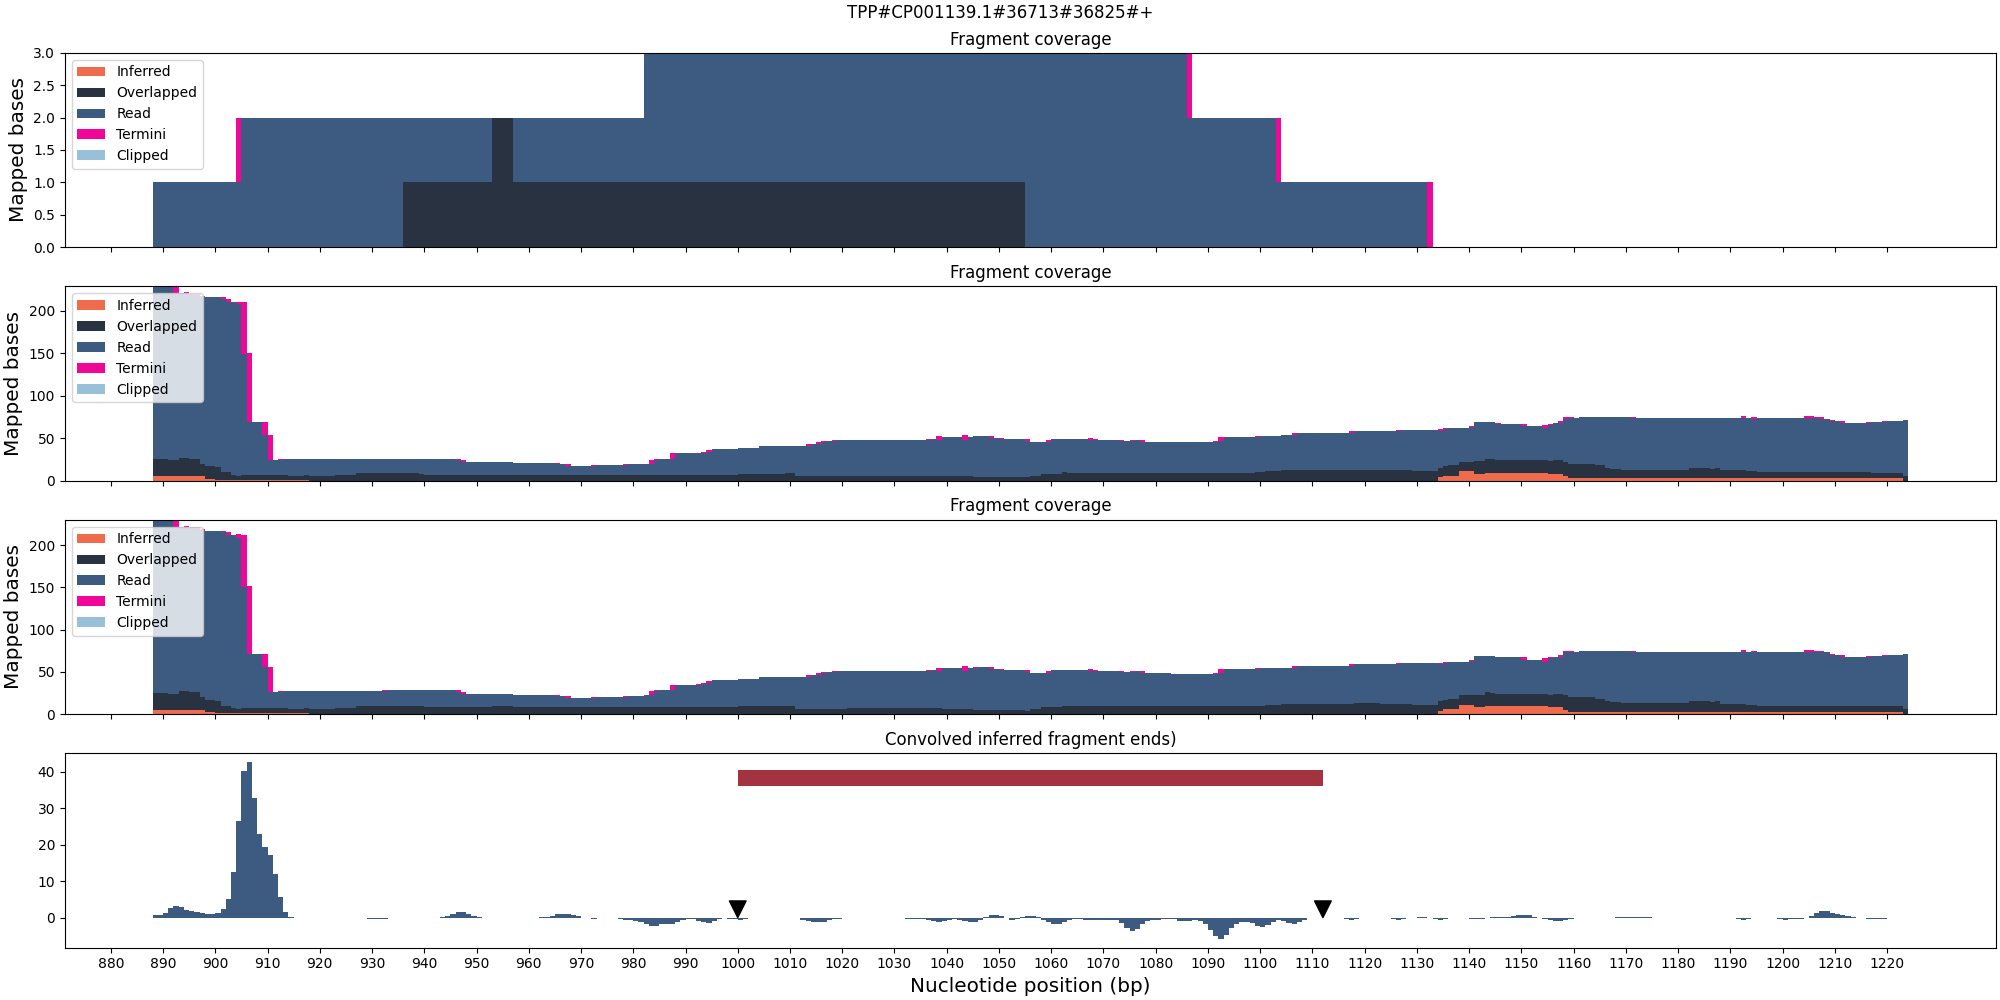 TPP#CP001139.1#36713#36825#+
Fragment coverage
Mapped bases
3.0
2.5
2.0
1.5
1.0
0.5
0.0
Inferred
Overlapped
Read
Termini
Clipped
Fragment coverage
Mapped bases
200
150
100
50
0
Inferred
Overlapped
Read
Termini
Clipped
Fragment coverage
Mapped bases
200
150
100
50
0
Inferred
Overlapped
Read
Termini
Clipped
Convolved inferred fragment ends)
40
30
20
10
0
880 890 900 910 920 930 940 950 960 970 980 990 1000 1010 1020 1030 1040 1050 1060 1070 1080 1090 1100 1110 1120 1130 1140 1150 1160 1170 1180 1190 1200 1210 1220
Nucleotide position (bp)